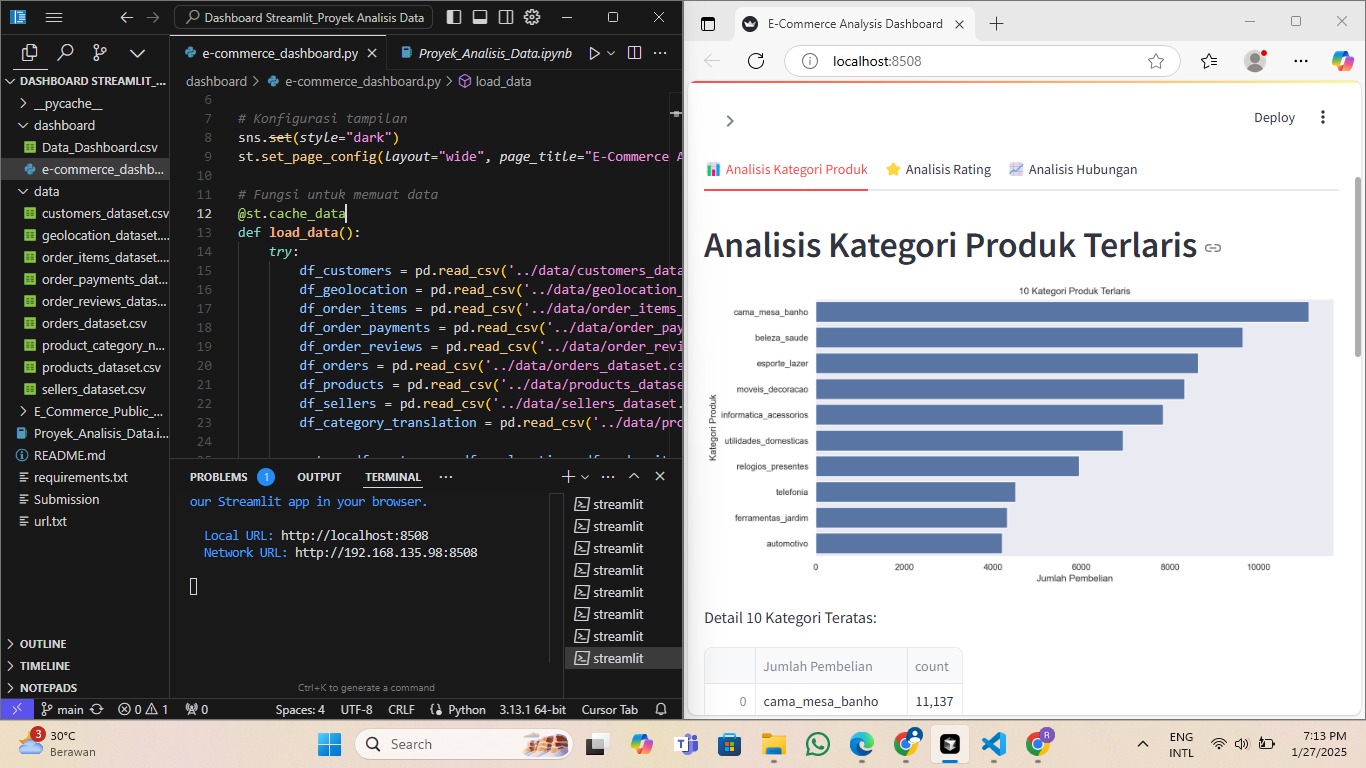 Dashboard Streamlit_Proyek Analisis Data
DASHBOARD STREAMLIT_...
__pycache__
dashboard
Data_Dashboard.csv
e-commerce_dashb...
data
customers_dataset.csv
geolocation_dataset....
order_items_dataset....
order_payments_dat...
order_reviews_datas...
orders_dataset.csv
product_category_n...
products_dataset.csv
sellers_dataset.csv
E_Commerce_Public_...
Proyek_Analisis_Data.i...
README.md
requirements.txt
Submission
url.txt
OUTLINE
TIMELINE
NOTEPADS
e-commerce_dashboard.py
Proyek_Analisis_Data.ipynb
dashboard > e-commerce_dashboard.py > load_data
6
7 # Konfigurasi tampilan
8 sns.set(style="dark")
9 st.set_page_config(layout="wide", page_title="E-Commerce A
10
11 # Fungsi untuk memuat data
12 @st.cache_data
13 def load_data():
14 try:
15 df_customers = pd.read_csv('../data/customers_data
16 df_geolocation = pd.read_csv('../data/geolocation_
17 df_order_items = pd.read_csv('../data/order_items_
18 df_order_payments = pd.read_csv('../data/order_pay
19 df_order_reviews = pd.read_csv('../data/order_revi
20 df_orders = pd.read_csv('../data/orders_dataset.cs
21 df_products = pd.read_csv('../data/products_datase
22 df_sellers = pd.read_csv('../data/sellers_dataset.
23 df_category_translation = pd.read_csv('../data/pro
24
PROBLEMS 1 OUTPUT TERMINAL
our Streamlit app in your browser.
Local URL: http://localhost:8508
Network URL: http://192.168.135.98:8508
streamlit
streamlit
streamlit
streamlit
streamlit
streamlit
streamlit
streamlit
Ctrl+K to generate a command
main 0 1 0 Spaces: 4 UTF-8 CRLF Python 3.13.1 64-bit Cursor Tab
E-Commerce Analysis Dashboard
localhost:8508
Deploy
Analisis Kategori Produk Analisis Rating Analisis Hubungan
Analisis Kategori Produk Terlaris
10 Kategori Produk Terlaris
Kategori Produk
cama_mesa_banho
beleza_saude
esporte_lazer
moveis_decoracao
informatica_acessorios
utilidades_domesticas
relogios_presentes
telefonia
ferramentas_jardim
automotivo
0 2000 4000 6000 8000 10000
Jumlah Pembelian
Detail 10 Kategori Teratas:
Jumlah Pembelian count
0 cama_mesa_banho 11,137
3
30°C
Berawan
Search
R
ENG
INTL
7:13 PM
1/27/2025